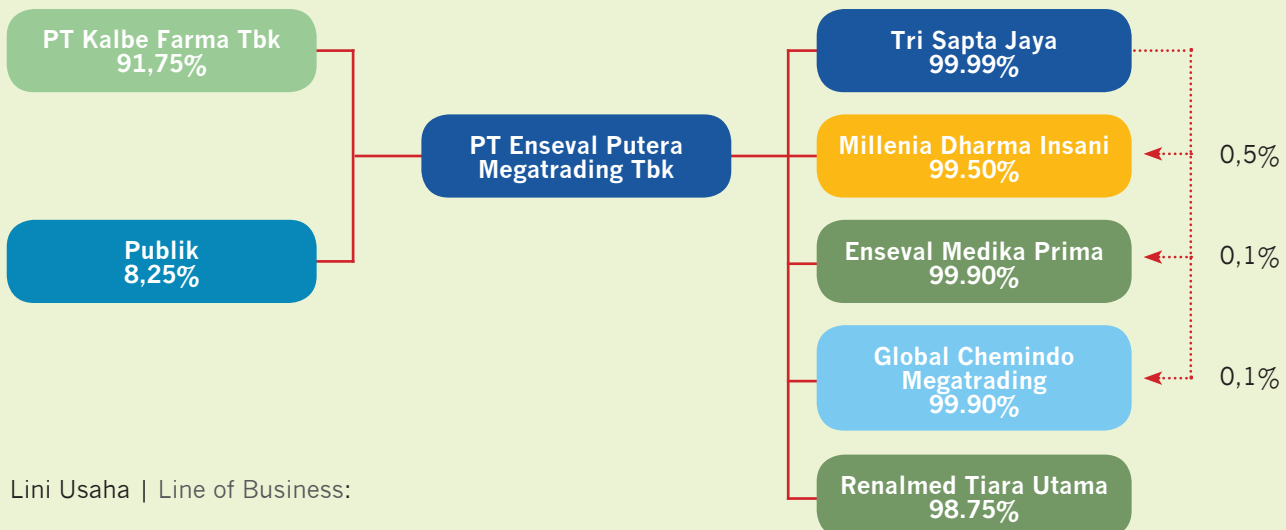 PT Kalbe Farma Tbk
91,75%
Publik
8,25%
PT Enseval Putera
Megatrading Tbk
Tri Sapta Jaya
99.99%
Millenia Dharma Insani
99.50%
0,5%
Enseval Medika Prima
99.90%
0,1%
Global Chemindo
Megatrading
99.90%
0,1%
Renalmed Tiara Utama
98.75%
Lini Usaha | Line of Business: